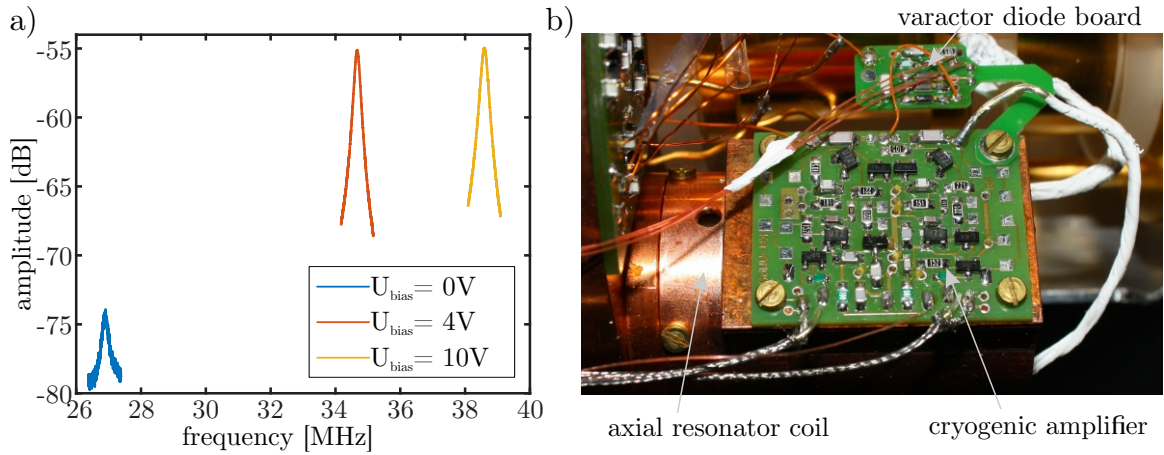 a)
-55
-60
-65
-70
-75
-80
amplitude [dB]
26 28 30 32 34 36 38 40
frequency [MHz]
U_bias= 0V
U_bias= 4V
U_bias= 10V
b)
varactor diode board
axial resonator coil
cryogenic amplifier